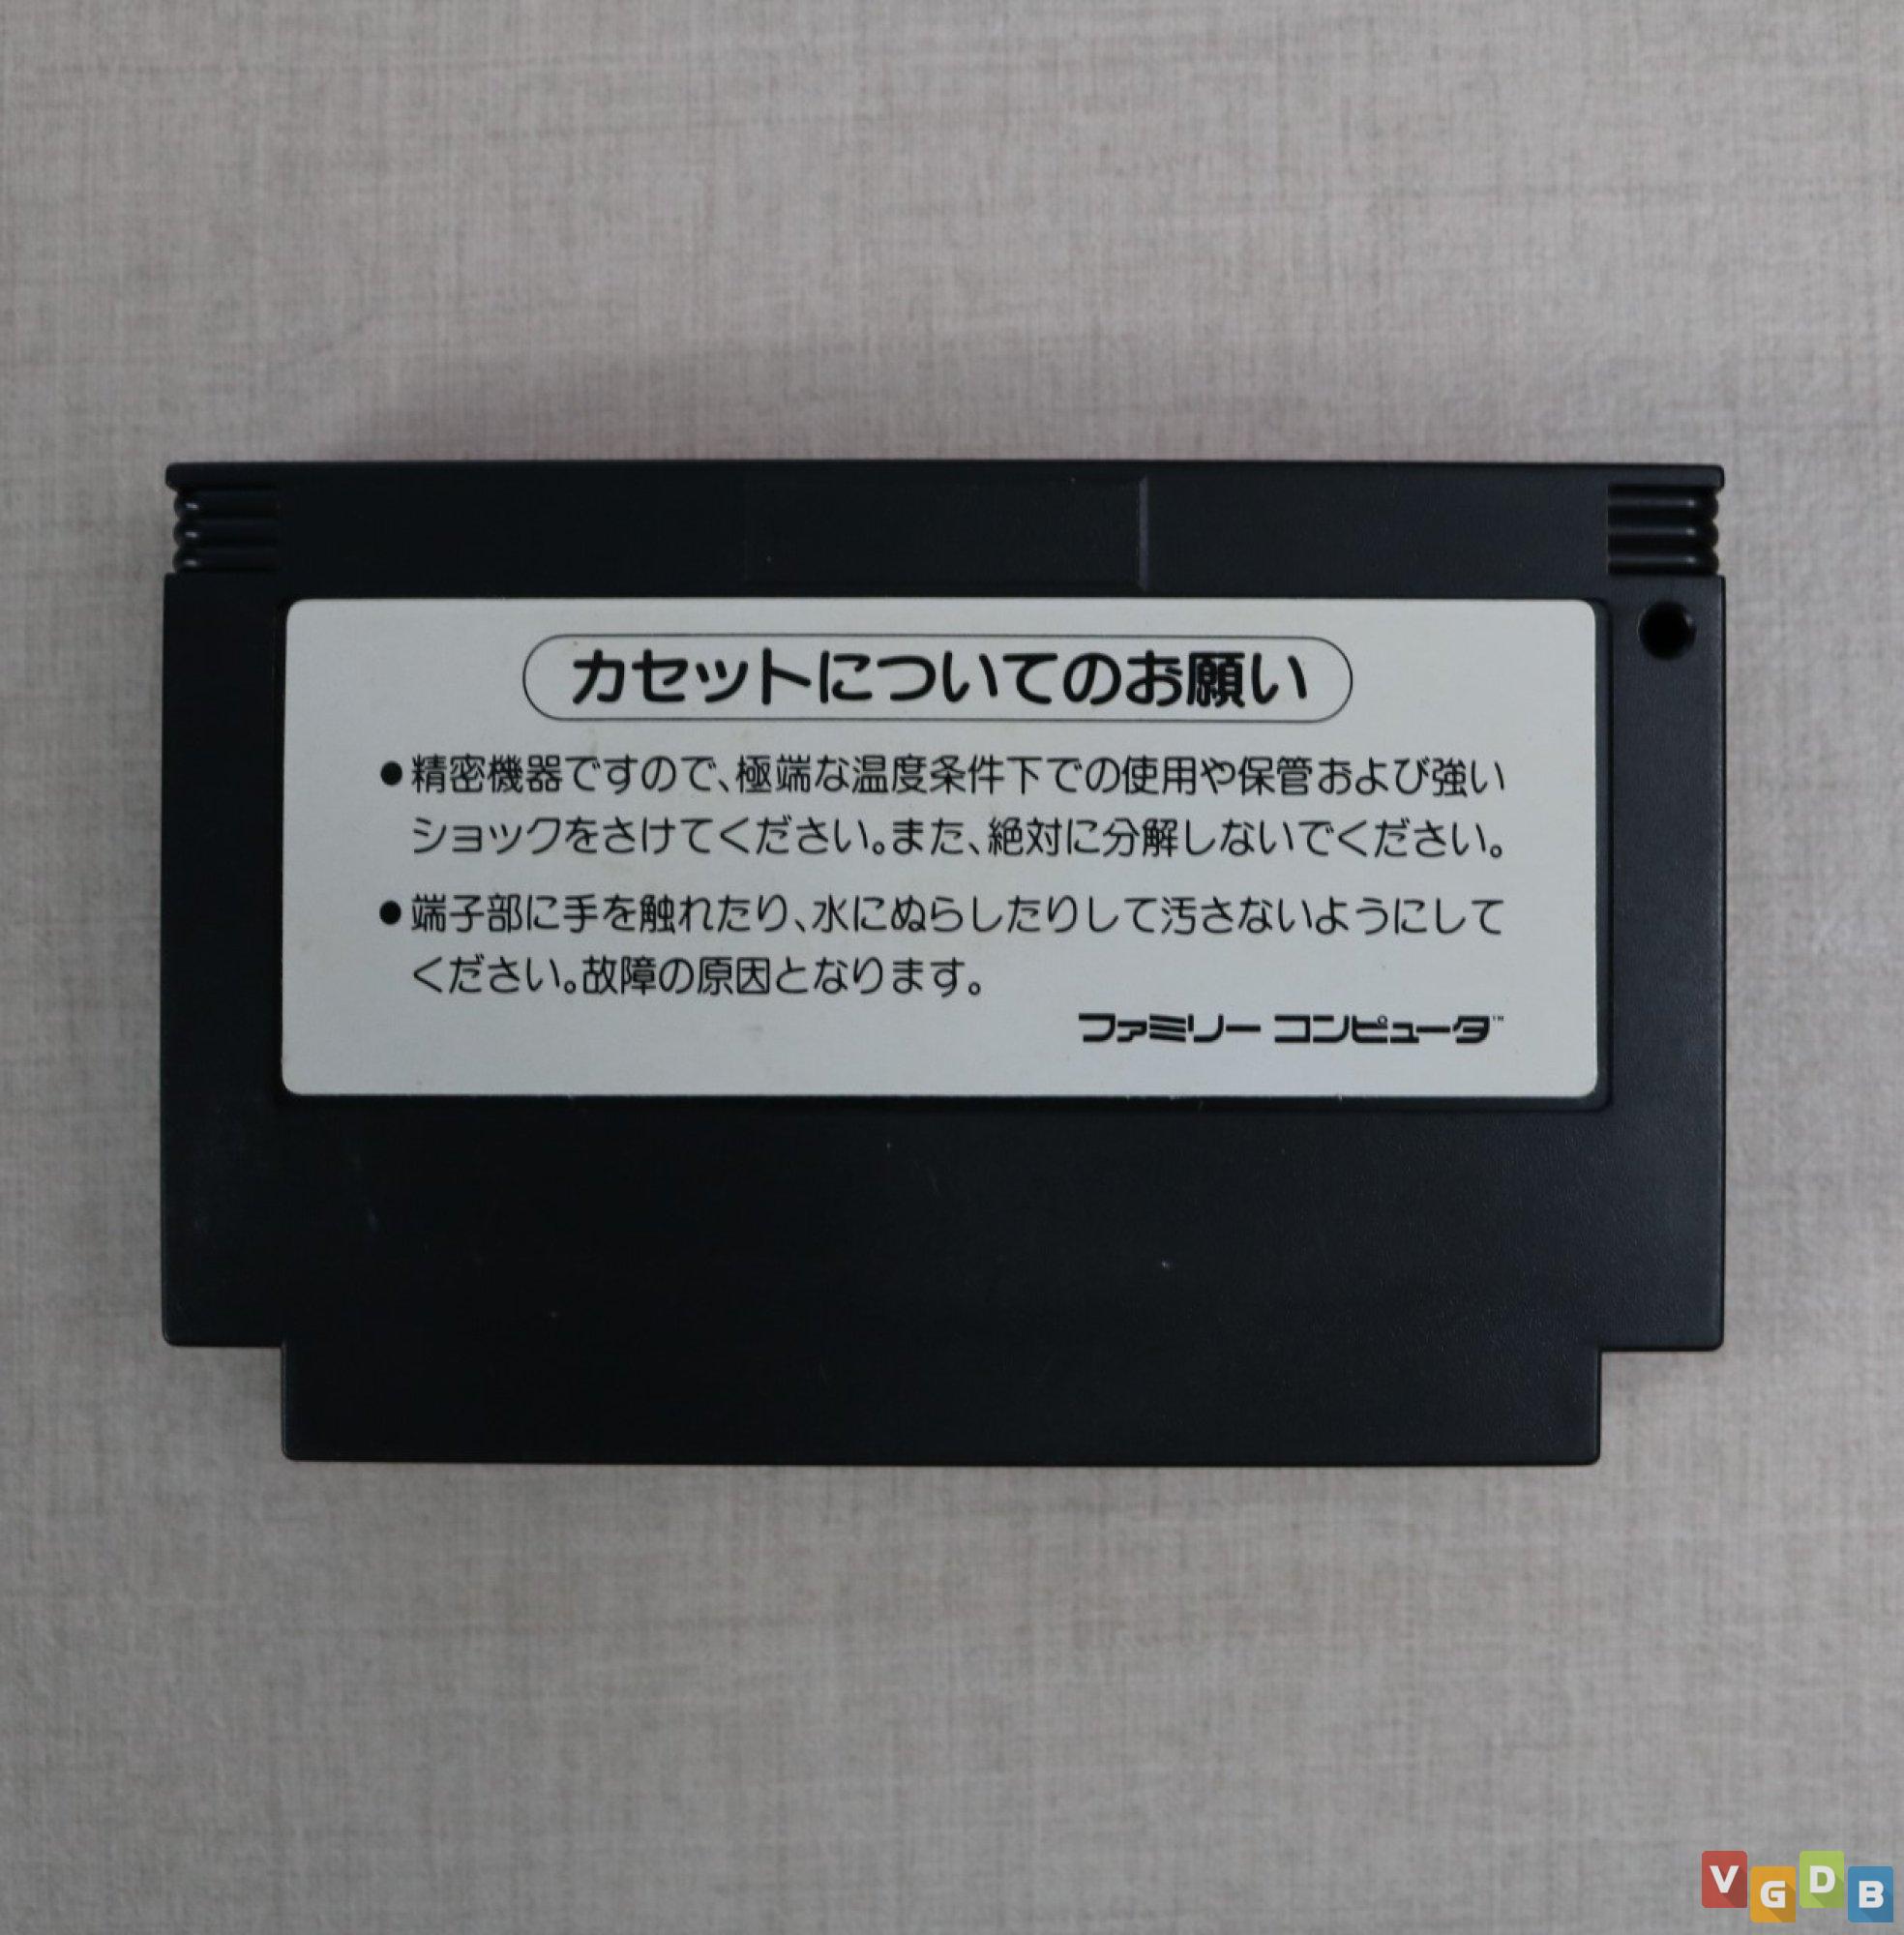 カセットについてのお願い
●精密機器ですので、極端な温度条件下での使用や保管および強い
ショックをさけてください。また、絶対に分解しないでください。
●端子部に手を触れたり、水にぬらしたりして汚さないようにして
ください。故障の原因となります。
ファミリー コンピュータ™
VGDB